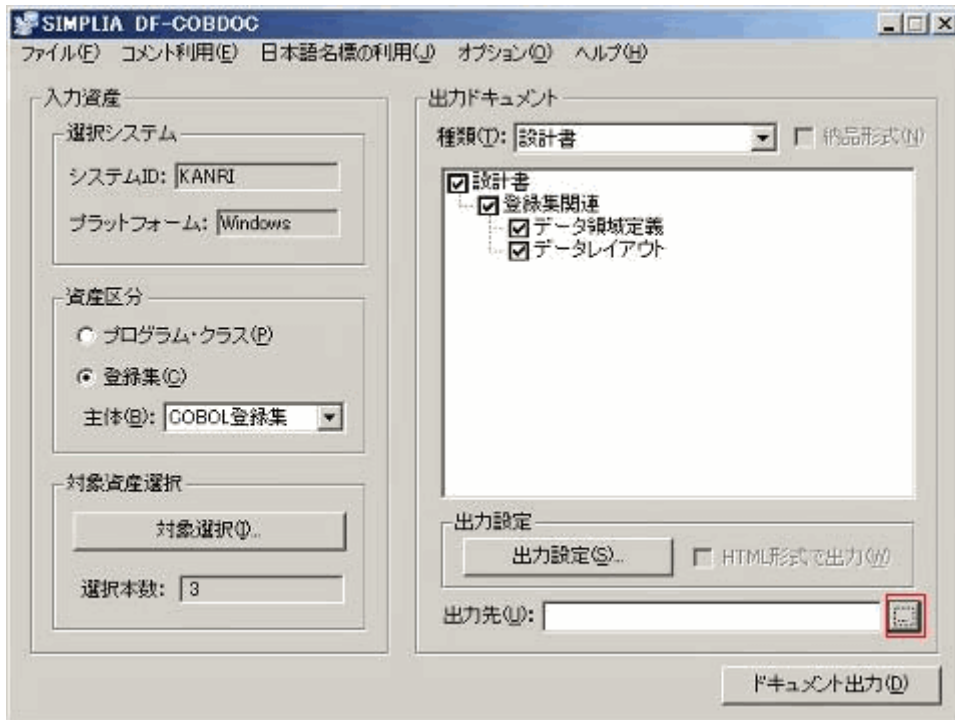 SIMPLIA DF-COBDOC
ファイル(F) コメント利用(E) 日本語名標の利用(J) オプション(O) ヘルプ(H)
入力資産
選択システム
システムID: KANRI
プラットフォーム: Windows
資産区分
プログラム・クラス(P)
登録集(C)
主体(B): COBOL登録集
対象資産選択
対象選択(I)...
選択本数: 3
出力ドキュメント
種類(T): 設計書
納品形式(N)
設計書
登録集関連
データ領域定義
データレイアウト
出力設定
出力設定(S)...
HTML形式で出力(W)
出力先(U):
...
ドキュメント出力(D)